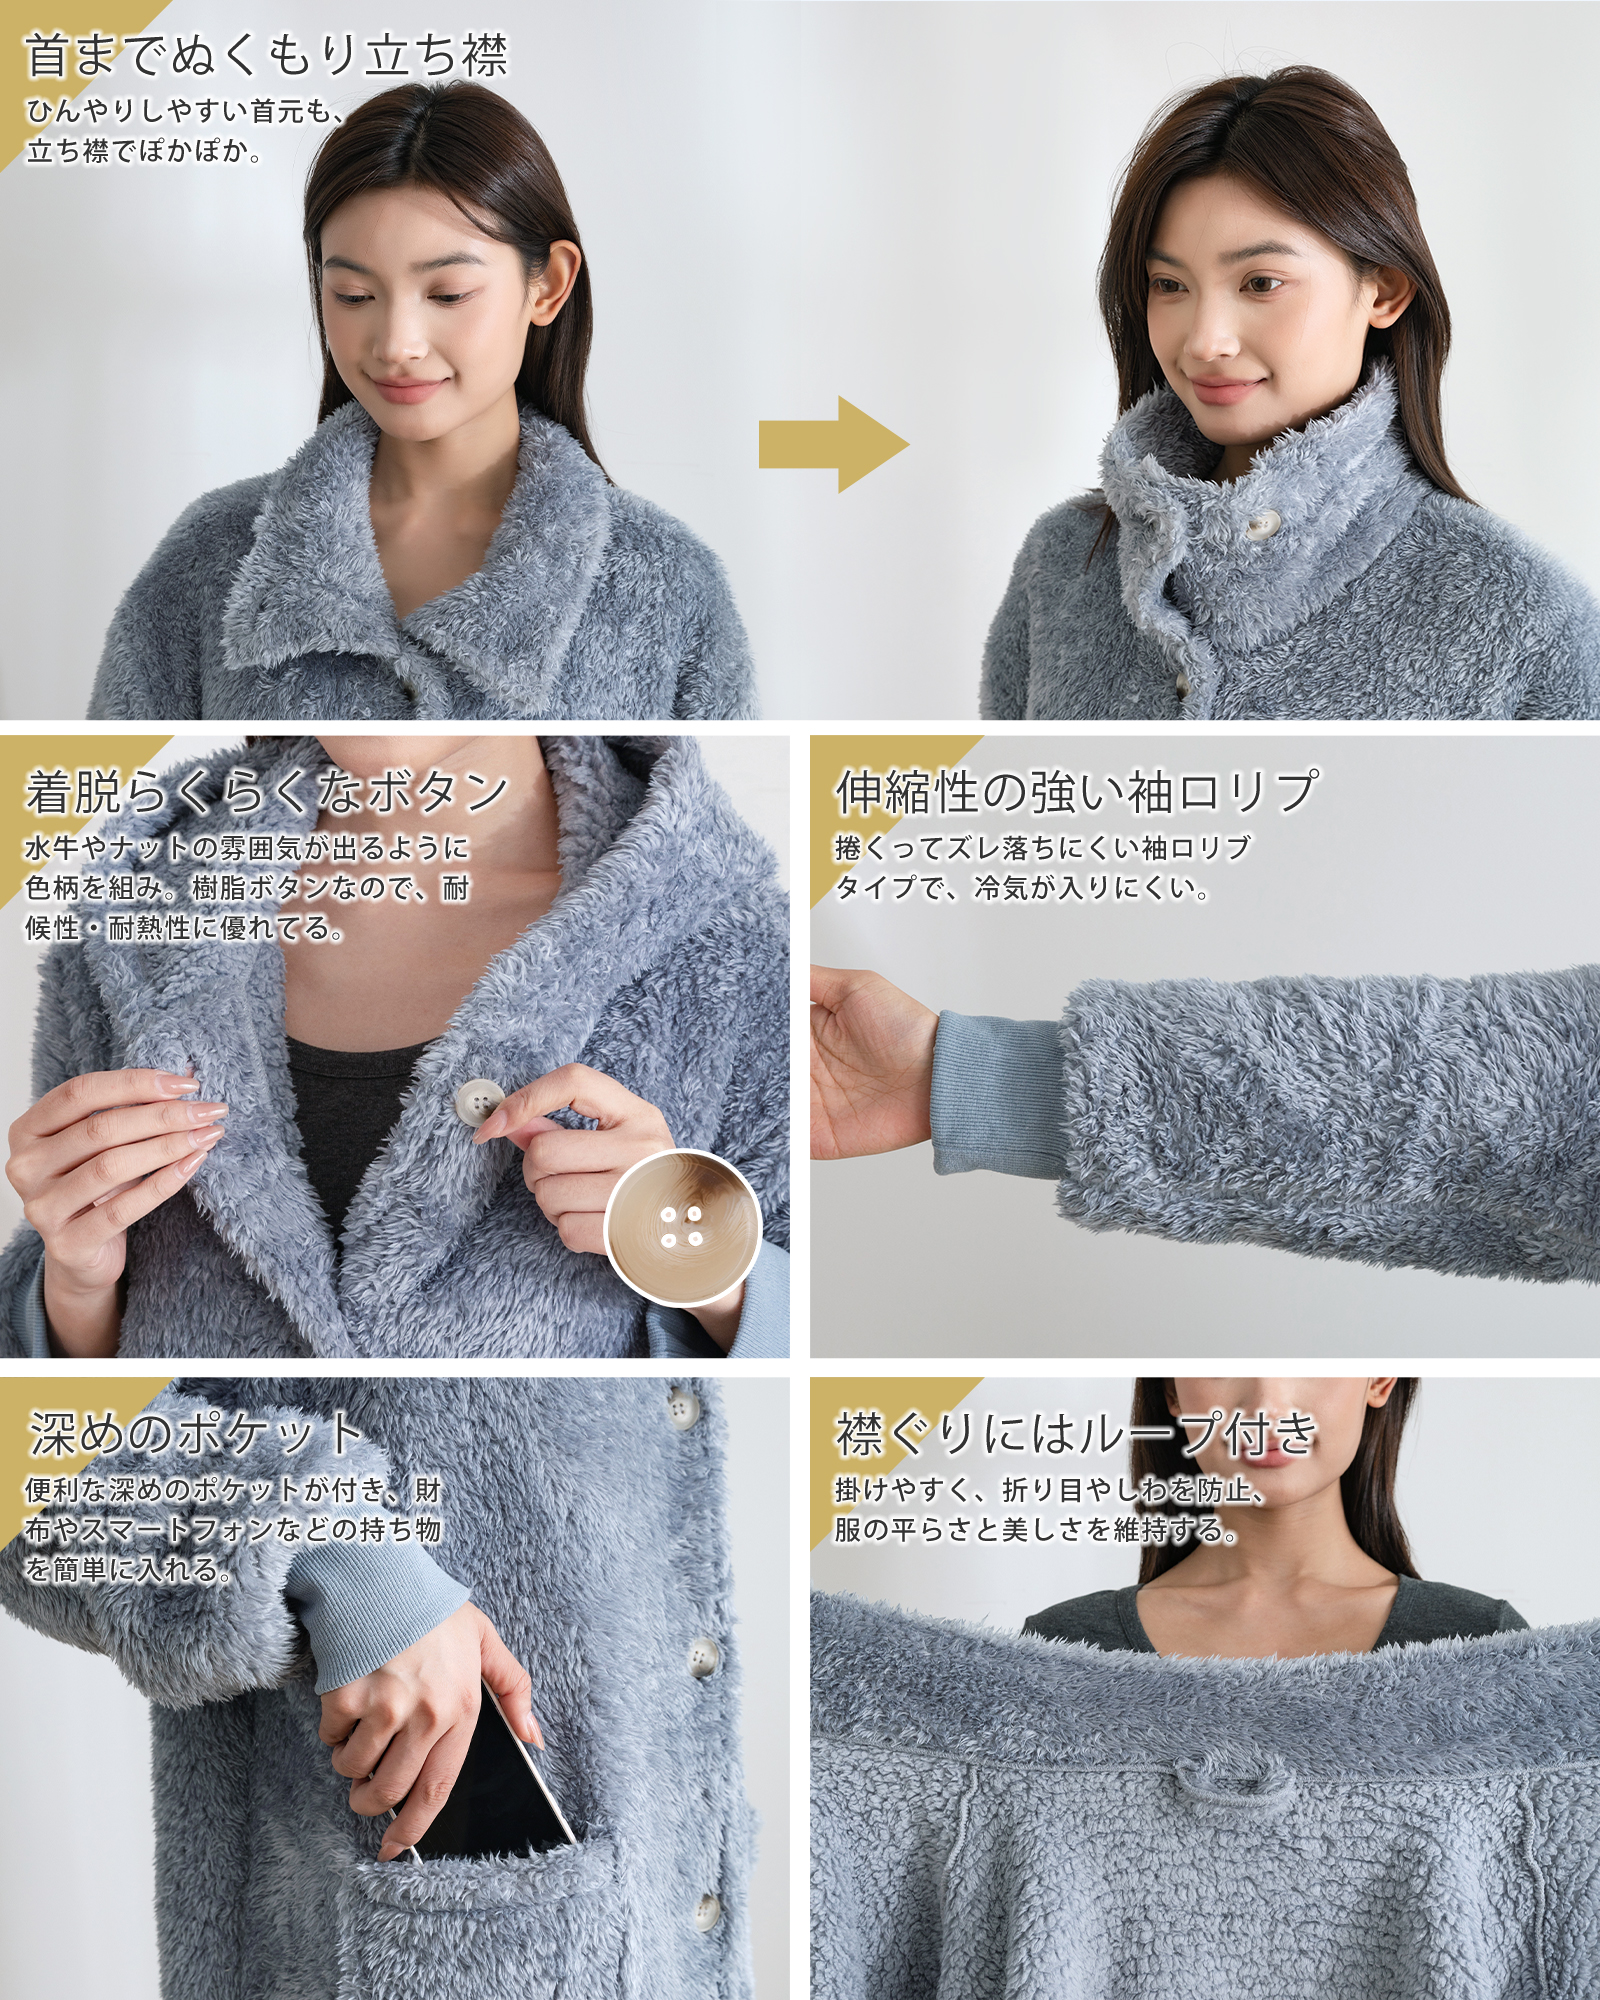 首までぬくもり立ち襟
ひんやりしやすい首元も、
立ち襟でぽかぽか。
着脱らくらくなボタン
水牛やナットの雰囲気が出るように
色柄を組み。樹脂ボタンなので、耐
候性・耐熱性に優れてる。
伸縮性の強い袖ロリプ
捲くってズレ落ちにくい袖ロリブ
タイプで、冷気が入りにくい。
深めのポケット
便利な深めのポケットが付き、財
布やスマートフォンなどの持ち物
を簡単に入れる。
襟ぐりにはループ付き
掛けやすく、折り目やしわを防止、
服の平らさと美しさを維持する。